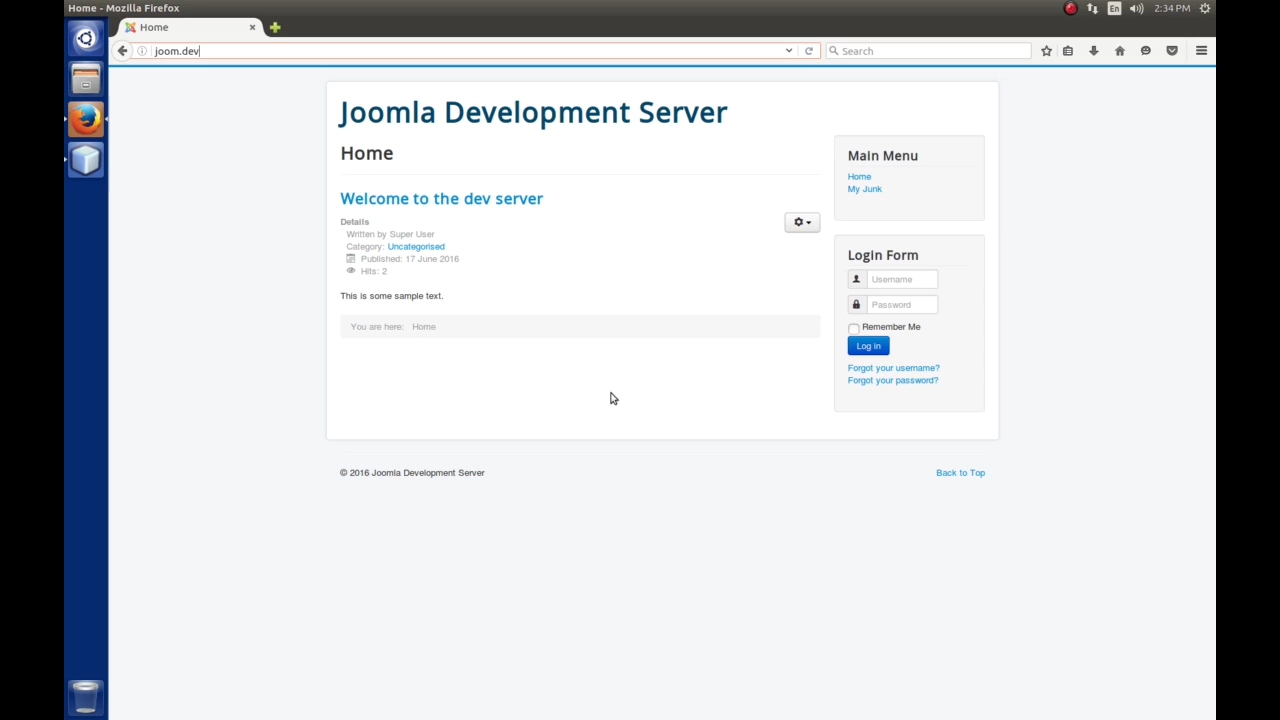 Home - Mozilla Firefox
En
2:34 PM
Home
joom.dev
Search
Joomla Development Server
Home
Welcome to the dev server
Details
Written by Super User
Category: Uncategorised
Published: 17 June 2016
Hits: 2
This is some sample text.
You are here: Home
Main Menu
Home
My Junk
Login Form
Username
Password
Remember Me
Log in
Forgot your username?
Forgot your password?
© 2016 Joomla Development Server
Back to Top